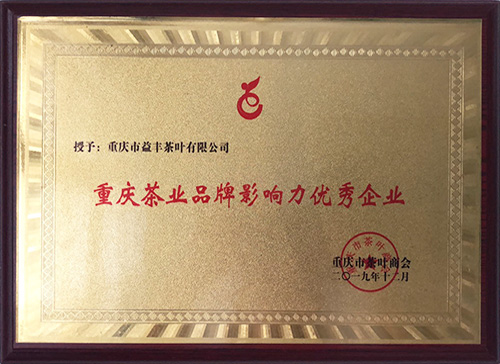 授予：重庆市益丰茶叶有限公司
重庆茶业品牌影响力优秀企业
重庆市茶叶商会
二〇一九年十二月